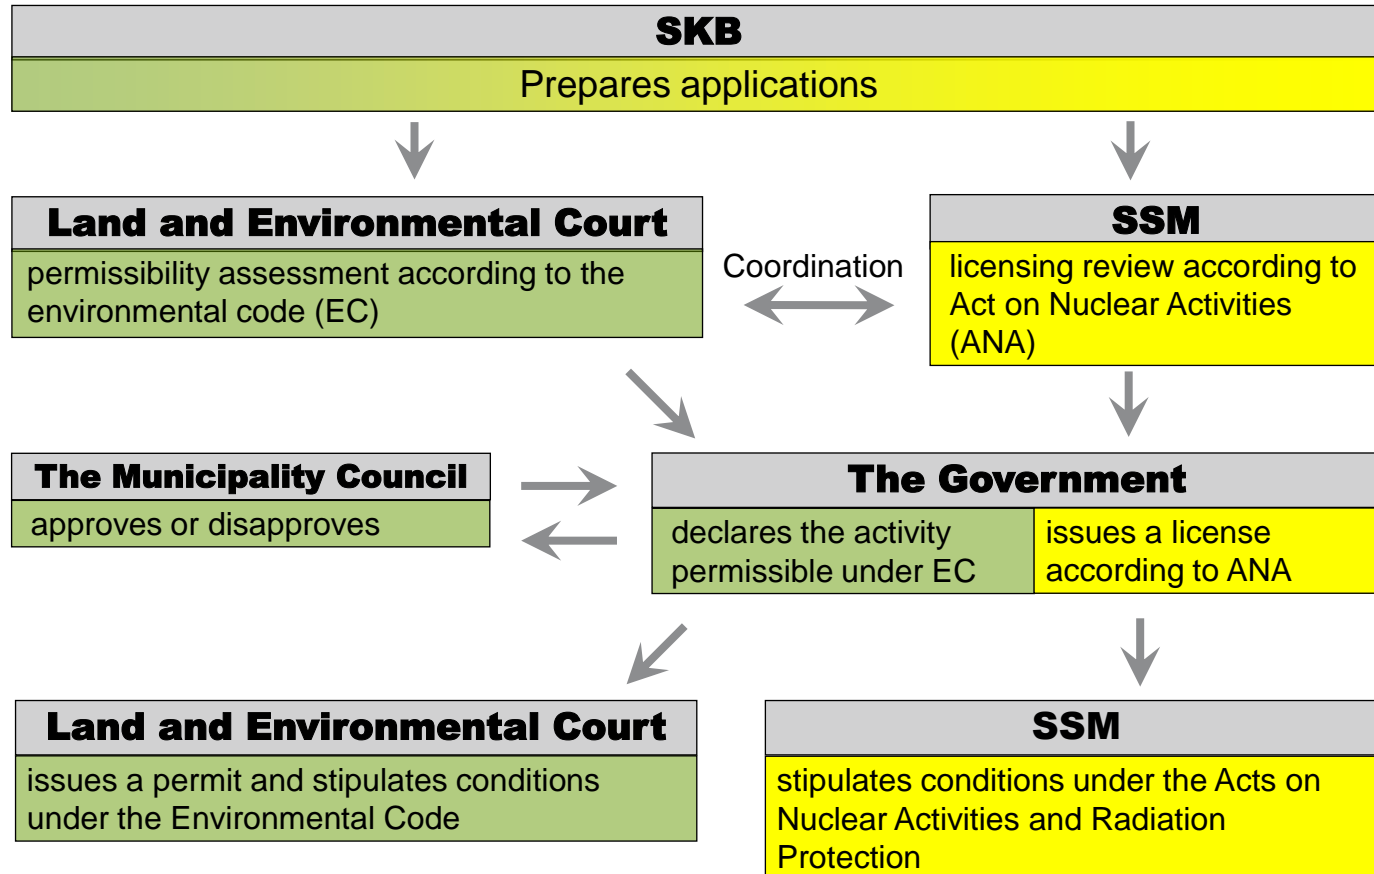 SKB
Prepares applications
Land and Environmental Court
permissibility assessment according to the
environmental code (EC)
Coordination
SSM
licensing review according to
Act on Nuclear Activities
(ANA)
The Municipality Council
approves or disapproves
The Government
declares the activity
permissible under EC
issues a license
according to ANA
Land and Environmental Court
issues a permit and stipulates conditions
under the Environmental Code
SSM
stipulates conditions under the Acts on
Nuclear Activities and Radiation
Protection